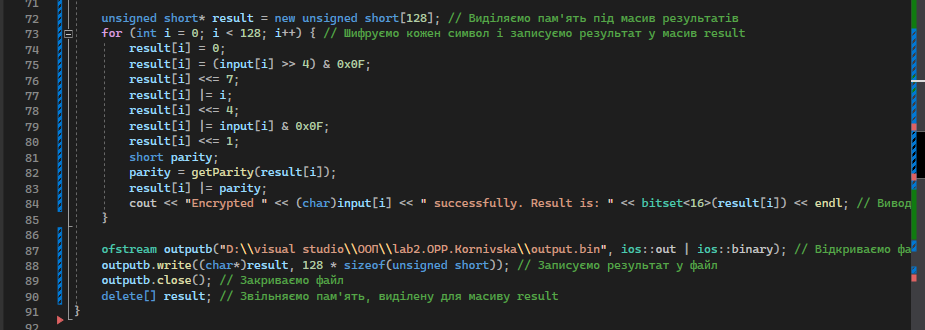 71
72 unsigned short* result = new unsigned short[128]; // Виділяємо пам'ять під масив результатів
73 for (int i = 0; i < 128; i++) { // Шифруємо кожен символ і записуємо результат у масив result
74 result[i] = 0;
75 result[i] = (input[i] >> 4) & 0x0F;
76 result[i] <<= 7;
77 result[i] |= i;
78 result[i] <<= 4;
79 result[i] |= input[i] & 0x0F;
80 result[i] <<= 1;
81 short parity;
82 parity = getParity(result[i]);
83 result[i] |= parity;
84 cout << "Encrypted " << (char)input[i] << " successfully. Result is: " << bitset<16>(result[i]) << endl; // Вивод
85 }
86
87 ofstream outputb("D:\\visual studio\\ООП\\lab2.OPP.Kornivska\\output.bin", ios::out | ios::binary); // Відкриваємо фа
88 outputb.write((char*)result, 128 * sizeof(unsigned short)); // Записуємо результат у файл
89 outputb.close(); // Закриваємо файл
90 delete[] result; // Звільняємо пам'ять, виділену для масиву result
91 }
92